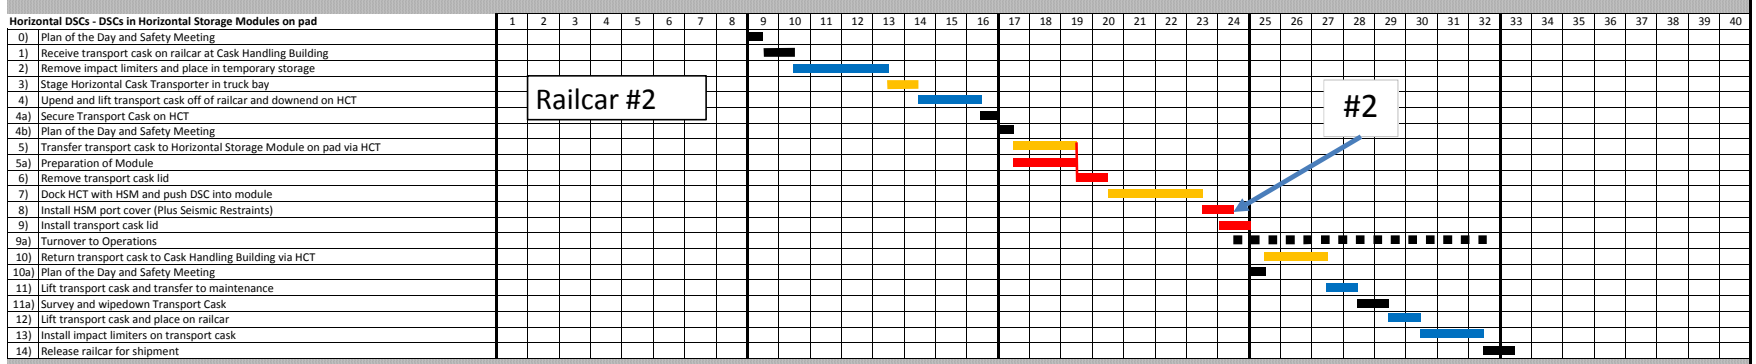 Horizontal DSCs - DSCs in Horizontal Storage Modules on pad 1 2 3 4 5 6 7 8 9 10 11 12 13 14 15 16 17 18 19 20 21 22 23 24 25 26 27 28 29 30 31 32 33 34 35 36 37 38 39 40
0) Plan of the Day and Safety Meeting
1) Receive transport cask on railcar at Cask Handling Building
2) Remove impact limiters and place in temporary storage
3) Stage Horizontal Cask Transporter in truck bay
4) Upend and lift transport cask off of railcar and downend on HCT
4a) Secure Transport Cask on HCT
4b) Plan of the Day and Safety Meeting
5) Transfer transport cask to Horizontal Storage Module on pad via HCT
5a) Preparation of Module
6) Remove transport cask lid
7) Dock HCT with HSM and push DSC into module
8) Install HSM port cover (Plus Seismic Restraints)
9) Install transport cask lid
9a) Turnover to Operations
10) Return transport cask to Cask Handling Building via HCT
10a) Plan of the Day and Safety Meeting
11) Lift transport cask and transfer to maintenance
11a) Survey and wipedown Transport Cask
12) Lift transport cask and place on railcar
13) Install impact limiters on transport cask
14) Release railcar for shipment
Railcar #2
#2